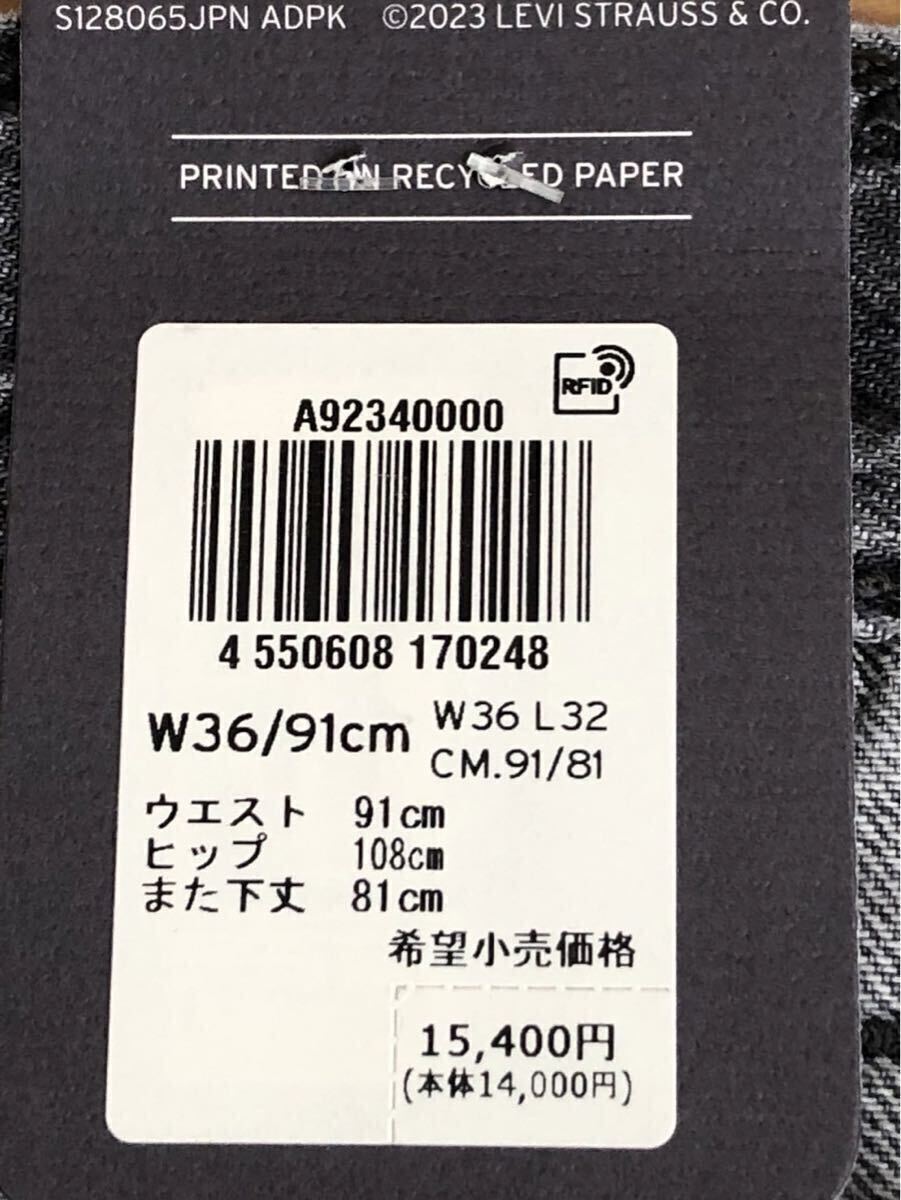 S128065JPN ADPK ©2023 LEVI STRAUSS & CO.
PRINTED ON RECYCLED PAPER
RFID
A92340000
4 550608 170248
W36/91cm
W36 L32
CM.91/81
ウエスト 91cm
ヒップ 108cm
また下丈 81cm
希望小売価格
15,400円
(本体14,000円)